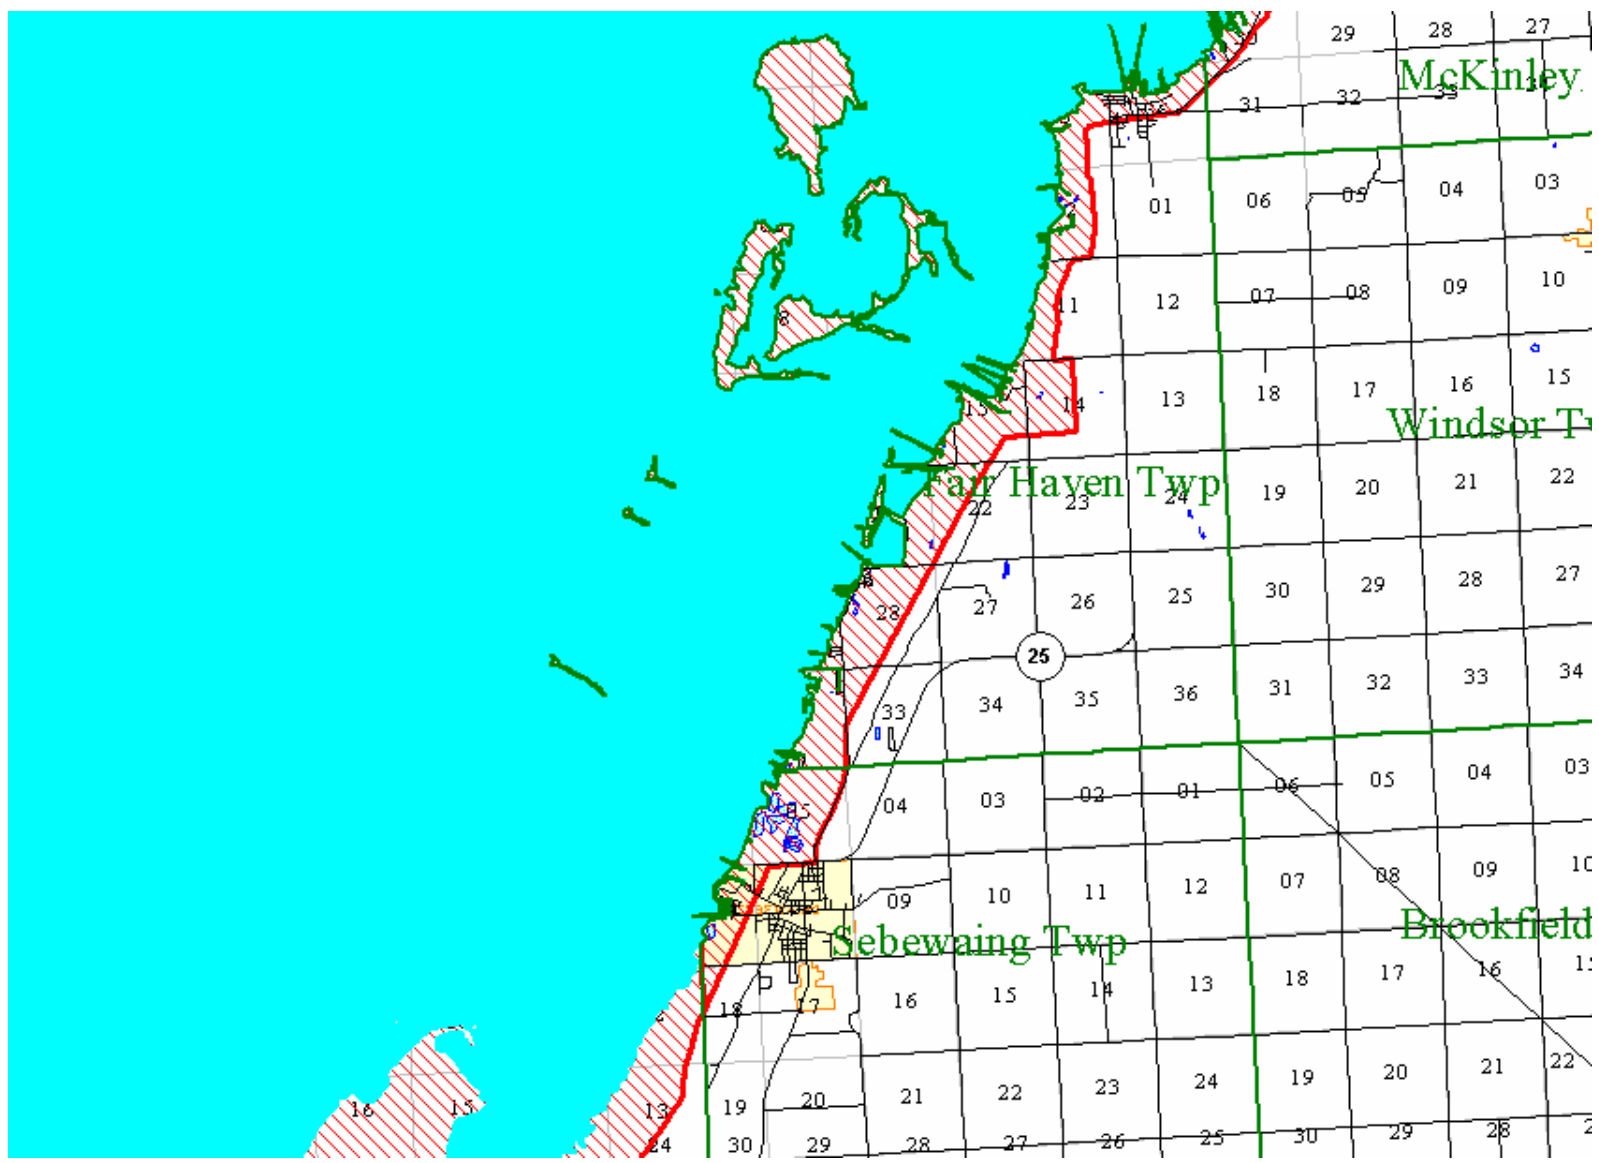 29 28 27
McKinley
31 32 33
01 06 05 04 03
11 12 07 08 09 10
8
15 14 13 18 17 16 15
Windsor
Fair Haven Twp
22 23 24 19 20 21 22
28 27 26 25 30 29 28 27
25
33 34 35 36 31 32 33 34
05 04 03 02 01 06 05 04 03
09 10 11 12 07 08 09 10
Sebewaing Twp
Brookfield
18 17 16 15 14 13 18 17 16 15
16 15 13 19 20 21 22 23 24 19 20 21 22
24 30 29 28 27 26 25 30 29 28